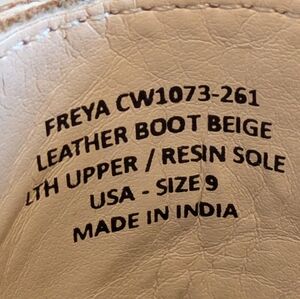 FREYA CW1073-261
LEATHER BOOT BEIGE
LTH UPPER / RESIN SOLE
USA - SIZE 9
MADE IN INDIA